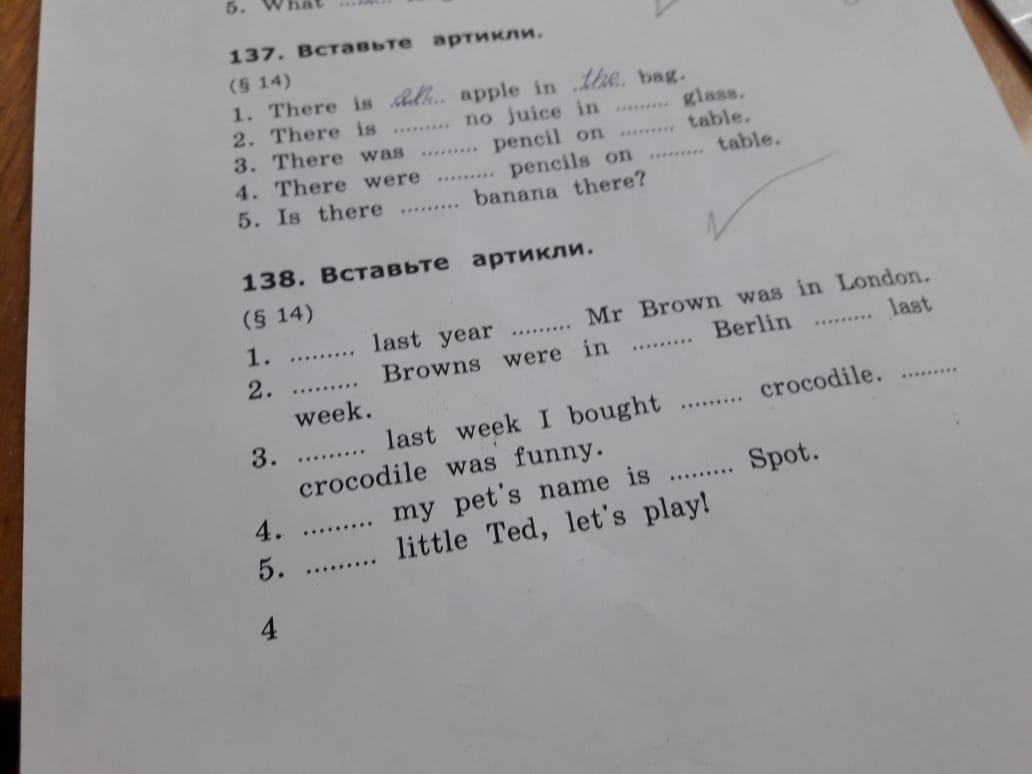 5. What ........
137. Вставьте артикли.
(§ 14)
1. There is an apple in the bag.
2. There is ......... no juice in ......... glass.
3. There was ......... pencil on ......... table.
4. There were ......... pencils on ......... table.
5. Is there ......... banana there?
138. Вставьте артикли.
(§ 14)
1. .......... last year ......... Mr Brown was in London.
2. .......... Browns were in ......... Berlin ......... last
week.
3. .......... last week I bought ......... crocodile. .........
crocodile was funny.
4. .......... my pet's name is ......... Spot.
5. .......... little Ted, let's play!
4